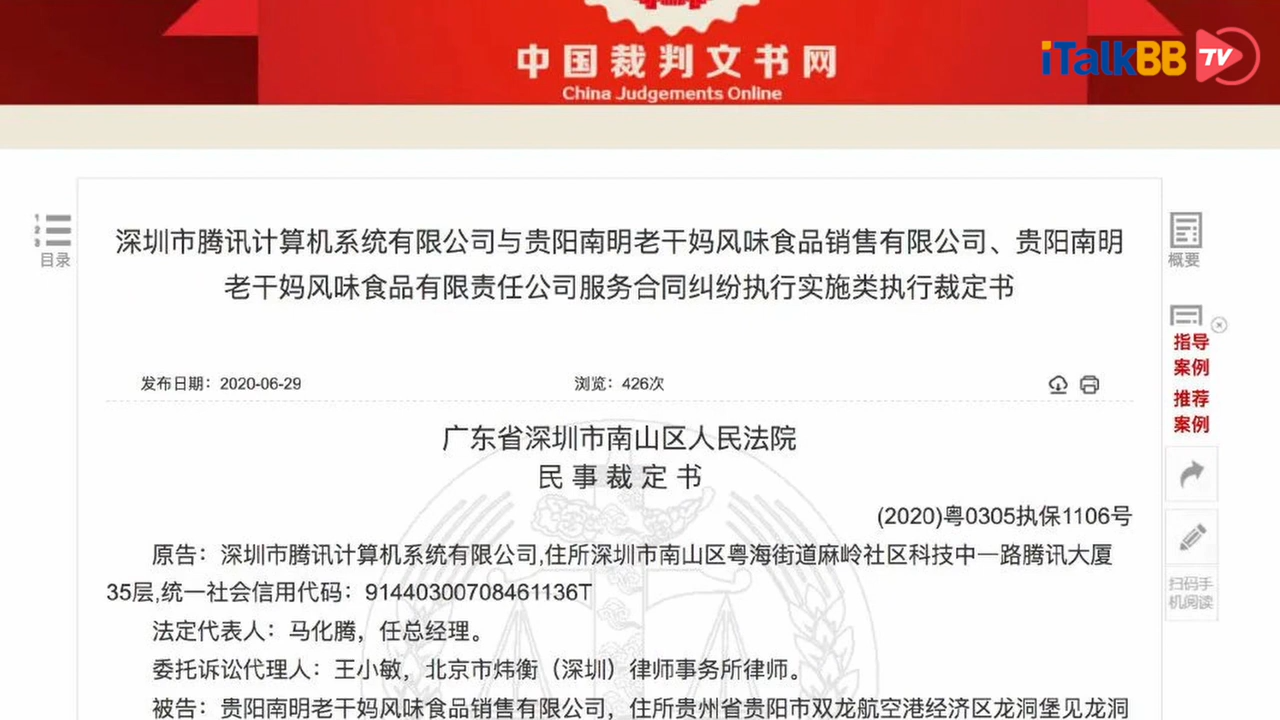 中国裁判文书网
China Judgements Online
iTalkBB TV
1
2
3
目录
深圳市腾讯计算机系统有限公司与贵阳南明老干妈风味食品销售有限公司、贵阳南明
老干妈风味食品有限责任公司服务合同纠纷执行实施类执行裁定书
概要
指导
案例
推荐
案例
发布日期：2020-06-29
浏览：426次
广东省深圳市南山区人民法院
民事裁定书
(2020)粤0305执保1106号
原告：深圳市腾讯计算机系统有限公司,住所深圳市南山区粤海街道麻岭社区科技中一路腾讯大厦
35层,统一社会信用代码：91440300708461136T
法定代表人：马化腾，任总经理。
委托诉讼代理人：王小敏，北京市炜衡（深圳）律师事务所律师。
被告：贵阳南明老干妈风味食品销售有限公司，住所贵州省贵阳市双龙航空港经济区龙洞堡见龙洞
扫码手
机阅读